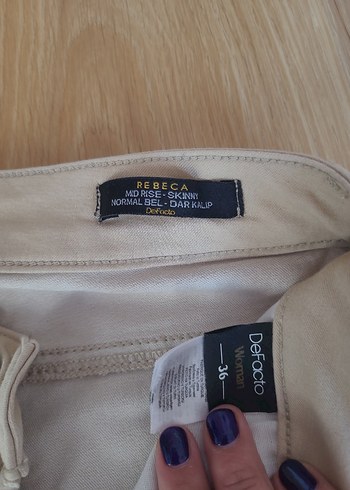 REBECA
MID RISE - SKINNY
NORMAL BEL - DAR KALIP
DeFacto
DeFacto
Woman
36